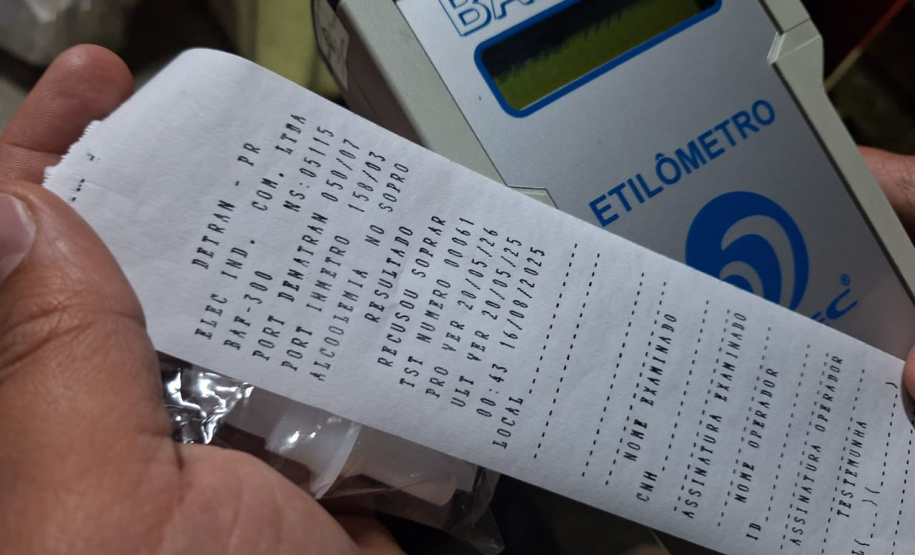 BA
ETILÔMETRO
EC®
DETRAN - PR
ELEC IND. COM. LTDA
BAF-300 NS:05115
PORT DENATRAN 050/07
PORT INMETRO 158/03
ALCOOLEMIA NO SOPRO
RESULTADO
RECUSOU SOPRAR
TST NUMERO 00061
PRO VER 20/05/26
ULT VER 20/05/25
00:43 16/08/2025
LOCAL
NOME EXAMINADO
CNH
ASSINATURA EXAMINADO
NOME OPERADOR
ID
ASSINATURA OPERADOR
TESTEMUNHA